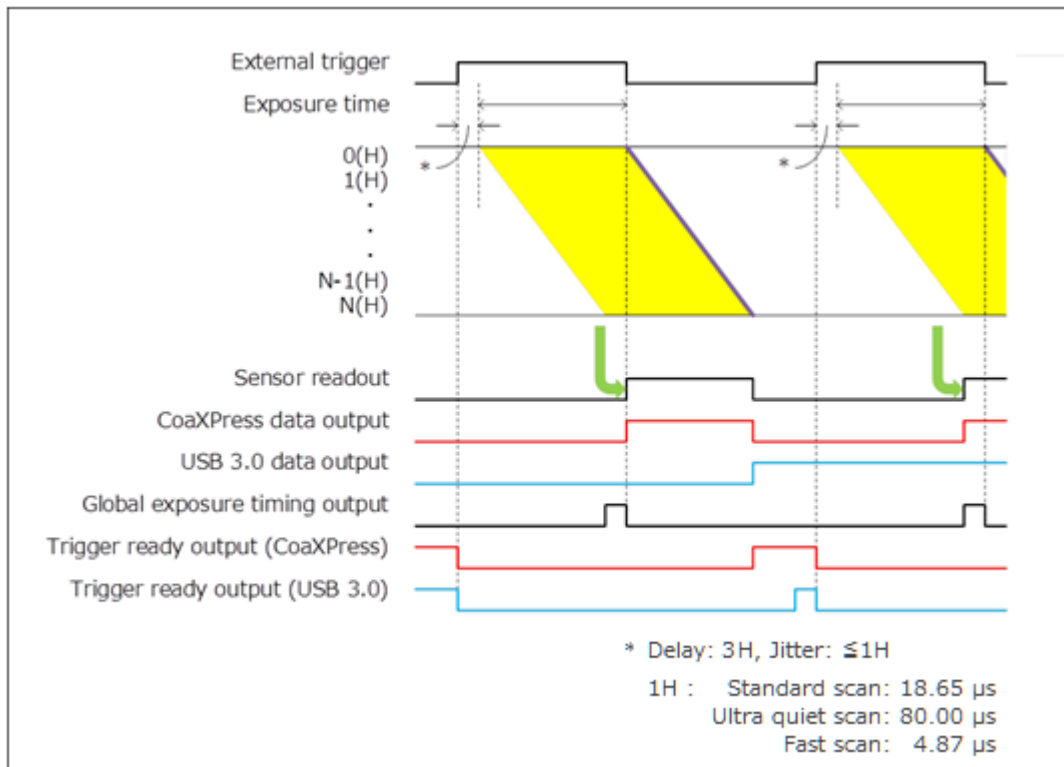 External trigger
Exposure time
*
*
0(H)
1(H)
.
.
.
N-1(H)
N(H)
Sensor readout
CoaXPress data output
USB 3.0 data output
Global exposure timing output
Trigger ready output (CoaXPress)
Trigger ready output (USB 3.0)
* Delay: 3H, Jitter: ≦1H
1H : Standard scan: 18.65 µs
Ultra quiet scan: 80.00 µs
Fast scan: 4.87 µs